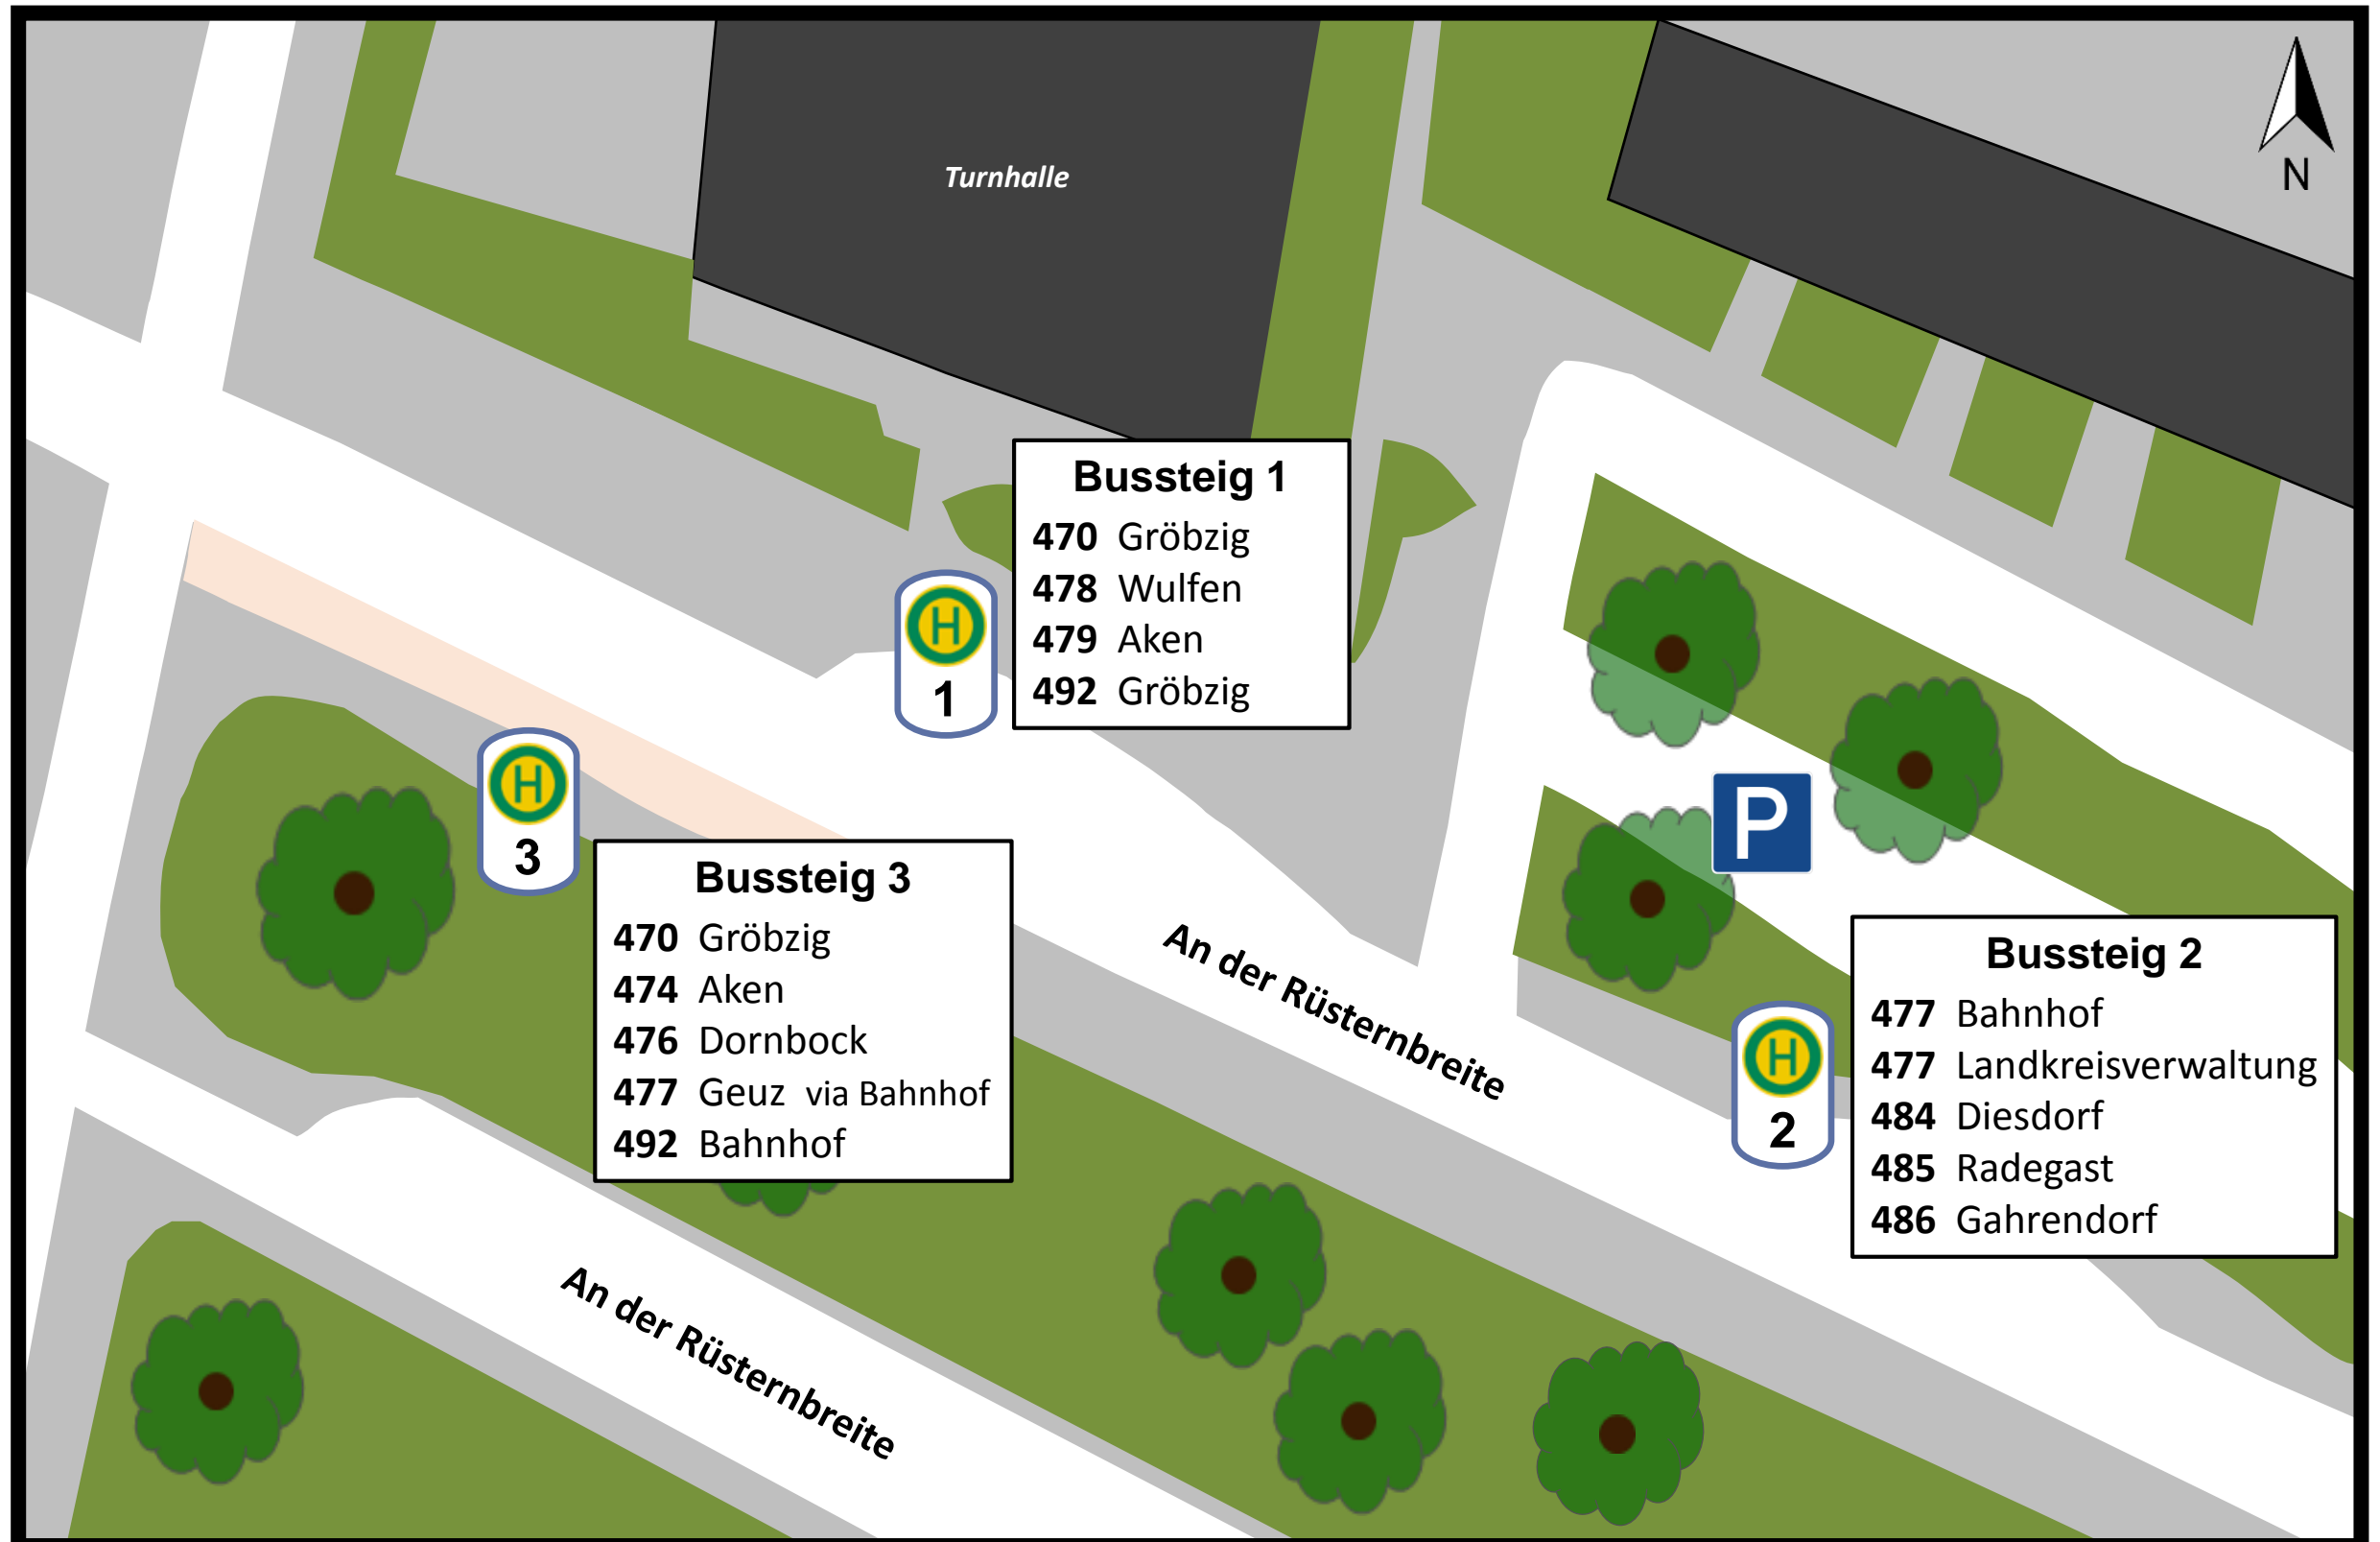 Turnhalle
N
Bussteig 1
470 Gröbzig
478 Wulfen
479 Aken
492 Gröbzig
H
1
H
3
Bussteig 3
470 Gröbzig
474 Aken
476 Dornbock
477 Geuz via Bahnhof
492 Bahnhof
P
An der Rüsternbreite
H
2
Bussteig 2
477 Bahnhof
477 Landkreisverwaltung
484 Diesdorf
485 Radegast
486 Gahrendorf
An der Rüsternbreite